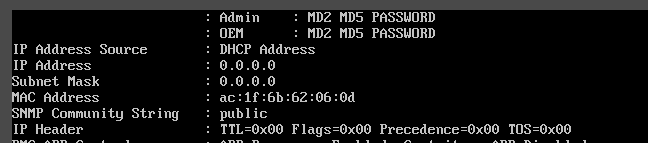 : Admin : MD2 MD5 PASSWORD
: OEM : MD2 MD5 PASSWORD
IP Address Source : DHCP Address
IP Address : 0.0.0.0
Subnet Mask : 0.0.0.0
MAC Address : ac:1f:6b:62:06:0d
SNMP Community String : public
IP Header : TTL=0x00 Flags=0x00 Precedence=0x00 TOS=0x00